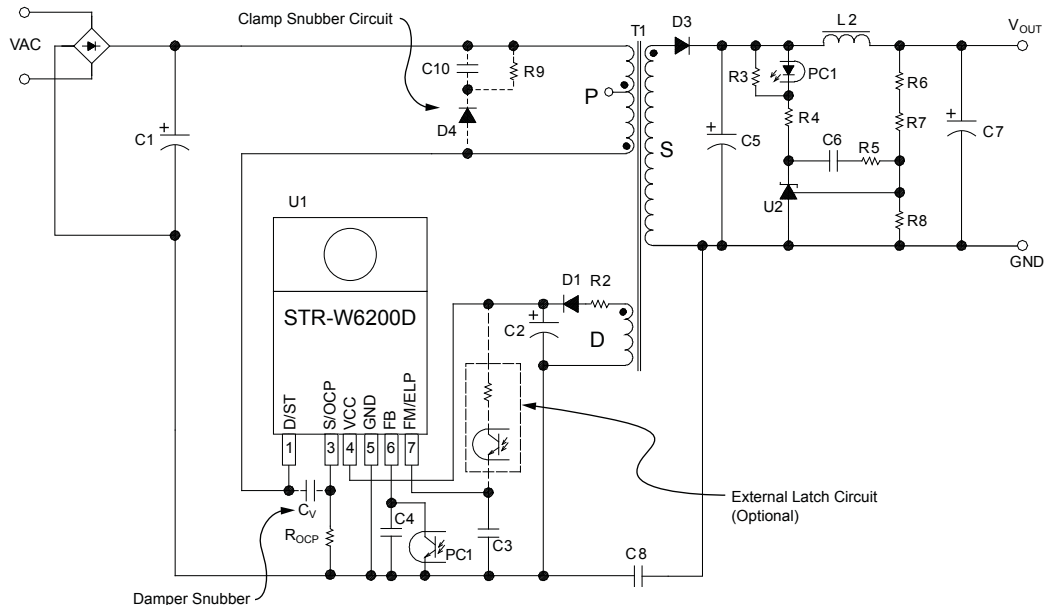 Clamp Snubber Circuit
VAC
T1
D3
L2
VOUT
C10
R9
P
D4
C1
S
C5
R3
PC1
R4
C6
R5
U2
R6
R7
R8
C7
GND
U1
STR-W6200D
D/ST
S/OCP
VCC
GND
FB
FM/ELP
1
3
4
5
6
7
D1
R2
C2
D
CV
ROCP
C4
PC1
C3
C8
External Latch Circuit
(Optional)
Damper Snubber
+
+
+
+